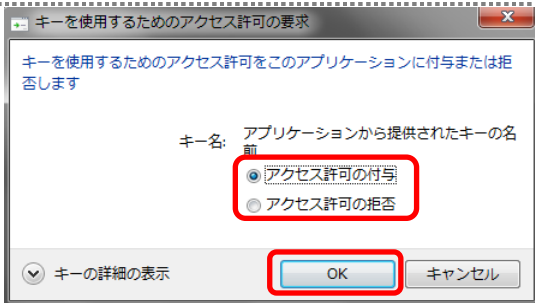 キーを使用するためのアクセス許可の要求
キーを使用するためのアクセス許可をこのアプリケーションに付与または拒
否します
キー名: アプリケーションから提供されたキーの名
前
アクセス許可の付与
アクセス許可の拒否
キーの詳細の表示 OK キャンセル